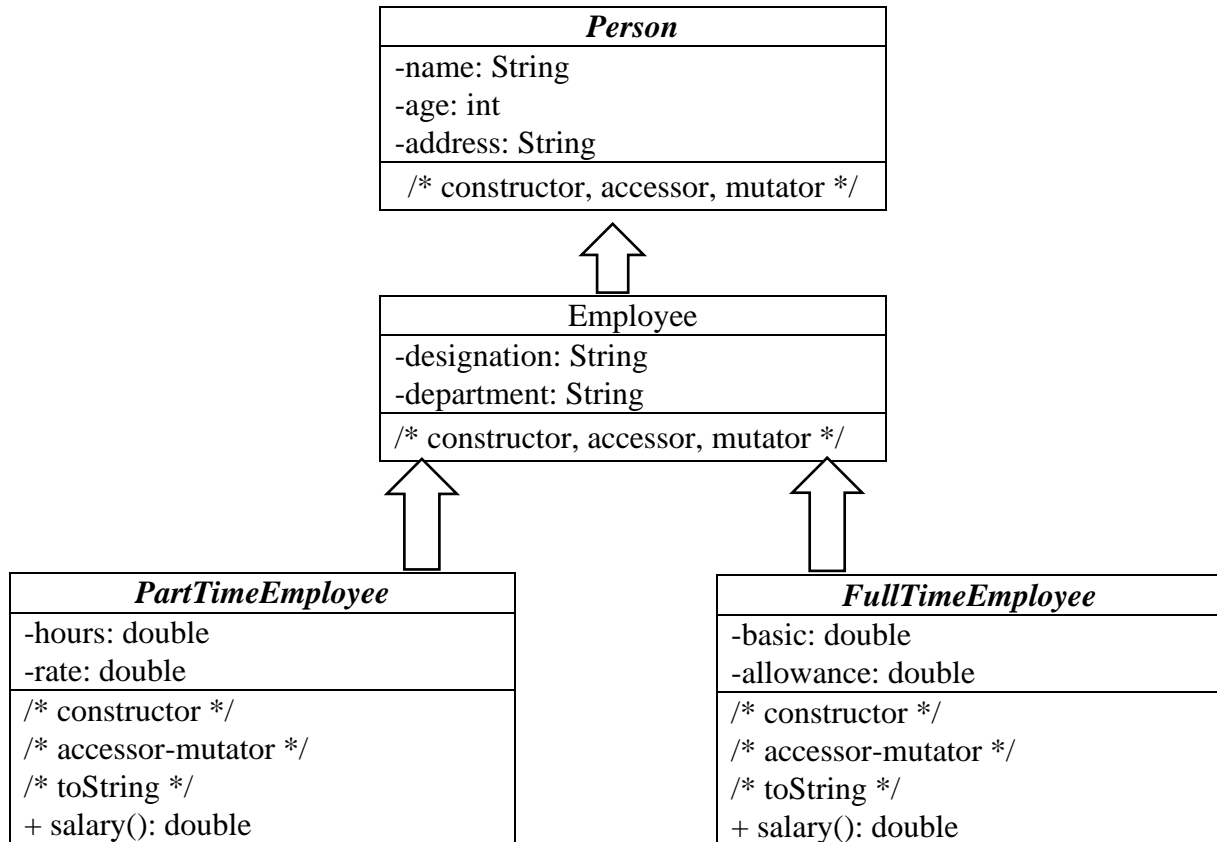 Person
-name: String
-age: int
-address: String
/* constructor, accessor, mutator */
Employee
-designation: String
-department: String
/* constructor, accessor, mutator */
PartTimeEmployee
-hours: double
-rate: double
/* constructor */
/* accessor-mutator */
/* toString */
+ salary(): double
FullTimeEmployee
-basic: double
-allowance: double
/* constructor */
/* accessor-mutator */
/* toString */
+ salary(): double